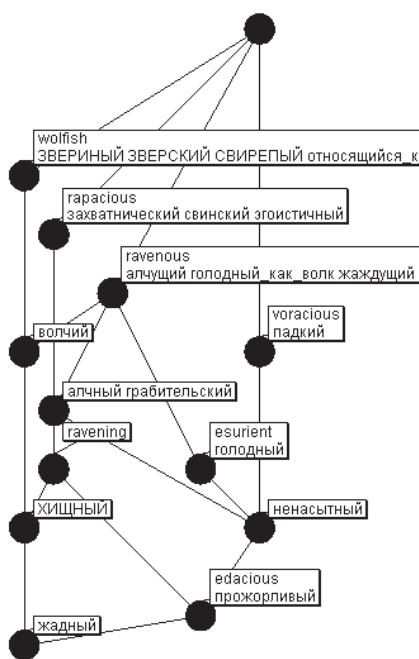 wolfish
ЗВЕРИНЫЙ ЗВЕРСКИЙ СВИРЕПЫЙ относящийся_к
rapacious
захватнический свинский эгоистичный
ravenous
алчущий голодный_как_волк жаждущий
волчий
voracious
падкий
алчный грабительский
ravening
esurient
голодный
ХИЩНЫЙ
ненасытный
edacious
прожорливый
жадный